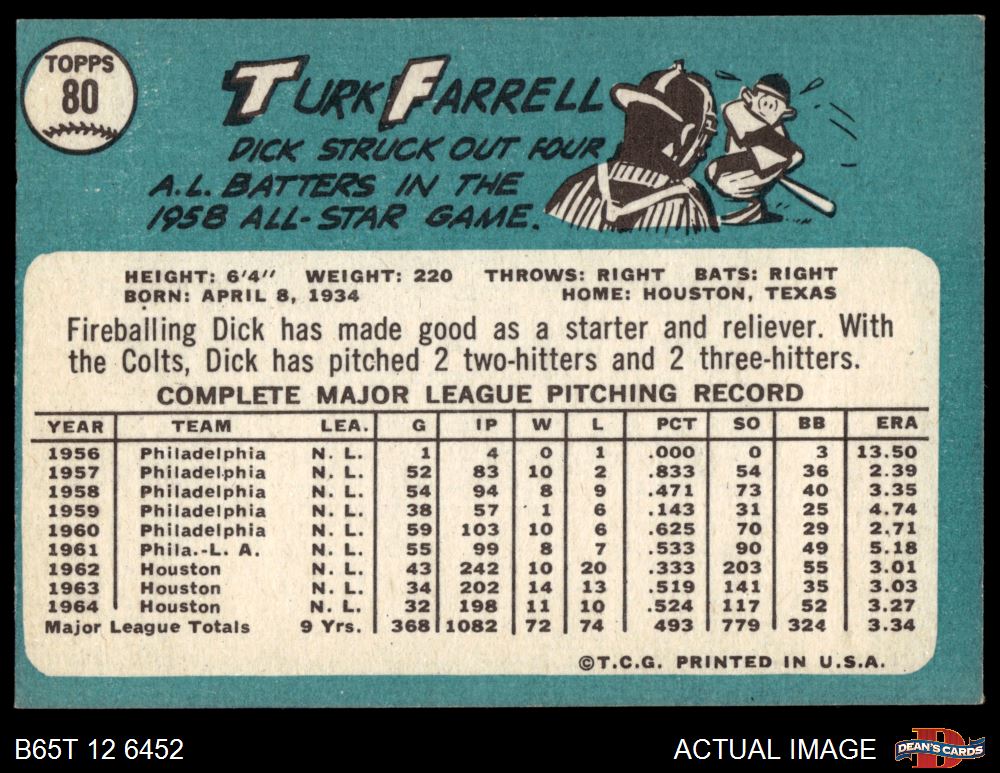 TOPPS
80
TURK FARRELL
DICK STRUCK OUT FOUR
A.L. BATTERS IN THE
1958 ALL-STAR GAME.
HEIGHT: 6'4" WEIGHT: 220 THROWS: RIGHT BATS: RIGHT
BORN: APRIL 8, 1934 HOME: HOUSTON, TEXAS
Fireballing Dick has made good as a starter and reliever. With
the Colts, Dick has pitched 2 two-hitters and 2 three-hitters.
COMPLETE MAJOR LEAGUE PITCHING RECORD
YEAR TEAM LEA. G IP W L PCT SO BB ERA
1956 Philadelphia N. L. 1 4 0 1 .000 0 3 13.50
1957 Philadelphia N. L. 52 83 10 2 .833 54 36 2.39
1958 Philadelphia N. L. 54 94 8 9 .471 73 40 3.35
1959 Philadelphia N. L. 38 57 1 6 .143 31 25 4.74
1960 Philadelphia N. L. 59 103 10 6 .625 70 29 2.71
1961 Phila.-L. A. N. L. 55 99 8 7 .533 90 49 5.18
1962 Houston N. L. 43 242 10 20 .333 203 55 3.01
1963 Houston N. L. 34 202 14 13 .519 141 35 3.03
1964 Houston N. L. 32 198 11 10 .524 117 52 3.27
Major League Totals 9 Yrs. 368 1082 72 74 493 779 324 3.34
©T.C.G. PRINTED IN U.S.A.
B65T 12 6452 ACTUAL IMAGE D DEAN'S CARDS